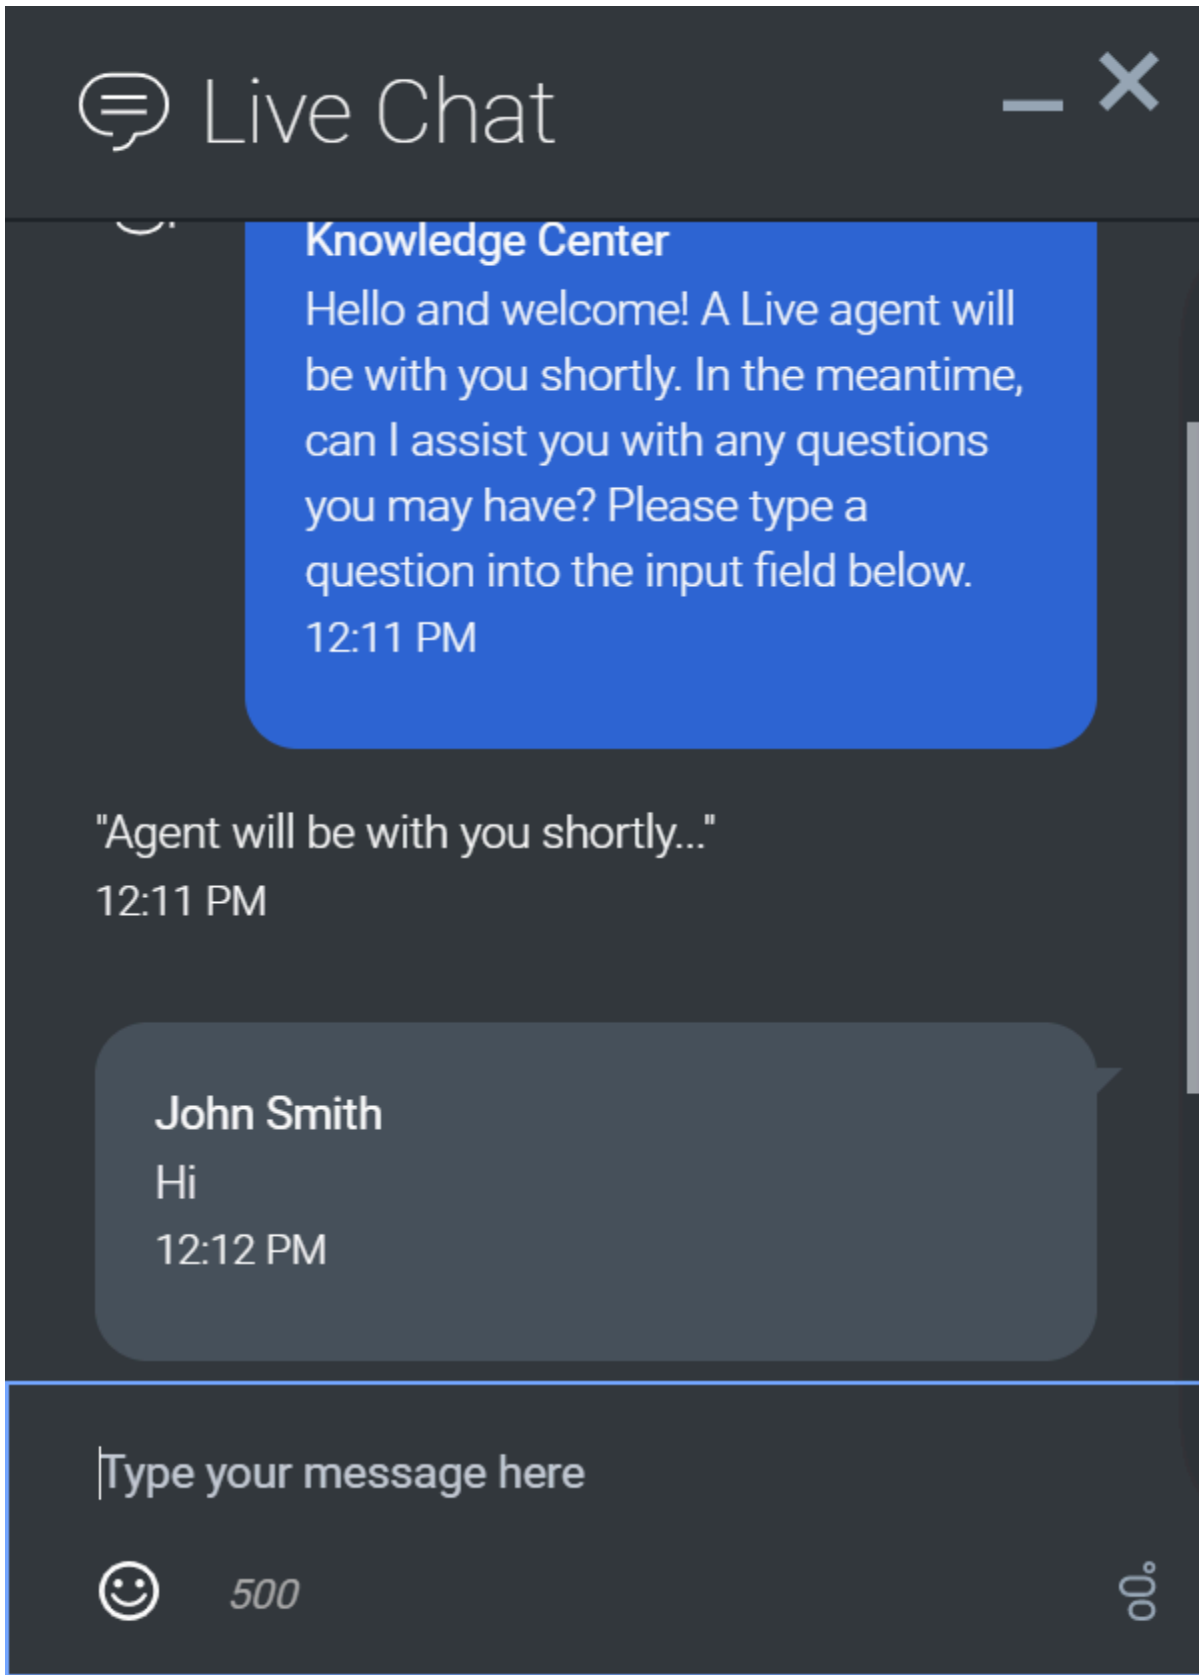 Live Chat
Knowledge Center
Hello and welcome! A Live agent will
be with you shortly. In the meantime,
can I assist you with any questions
you may have? Please type a
question into the input field below.
12:11 PM
"Agent will be with you shortly..."
12:11 PM
John Smith
Hi
12:12 PM
Type your message here
500